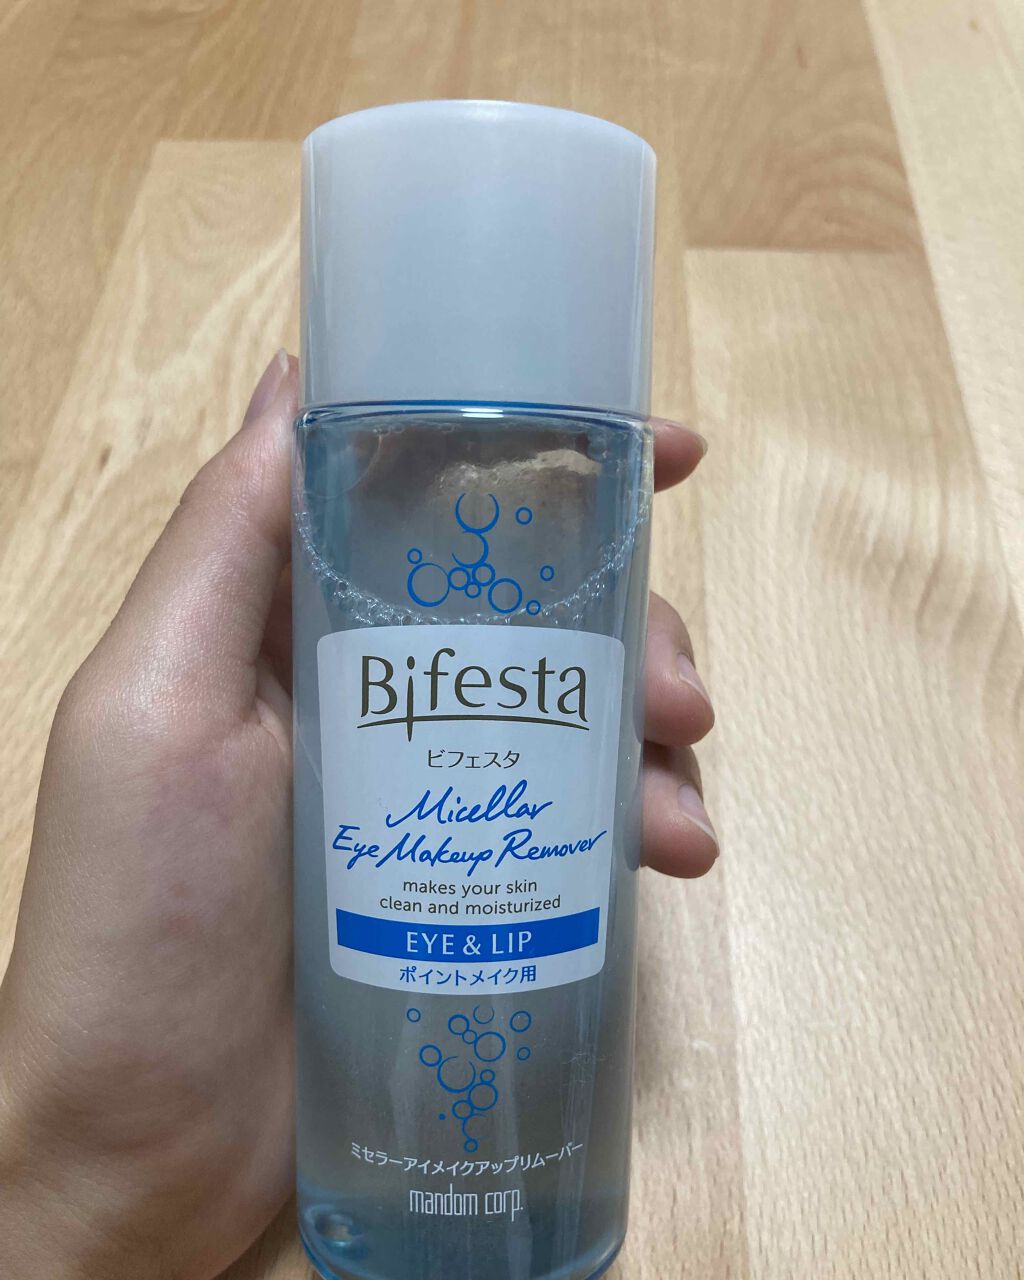 Bifesta
ビフェスタ
Micellar
Eye Makeup Remover
makes your skin
clean and moisturized
EYE & LIP
ポイントメイク用
ミセラーアイメイクアップリムーバー
mandom corp.